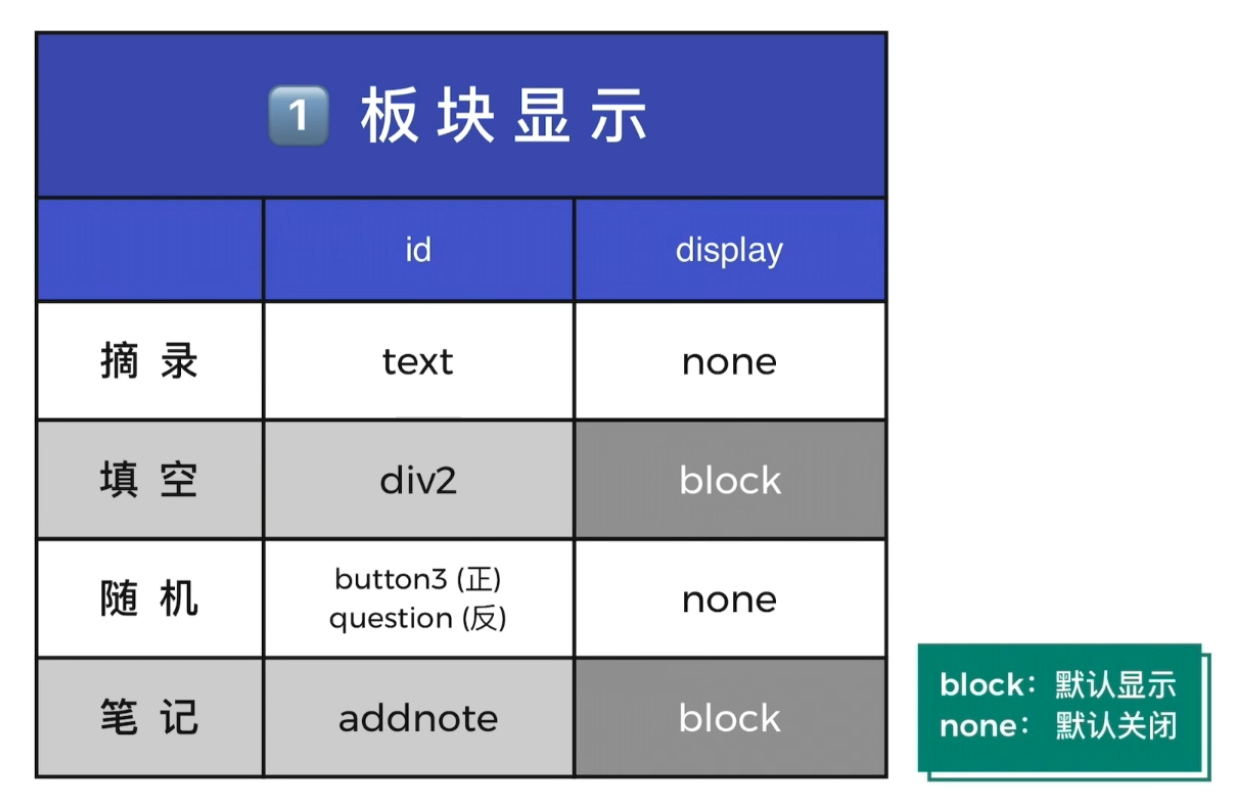 1 板块显示
id display
摘录 text none
填空 div2 block
随机 button3 (正) none
question (反)
笔记 addnote block
block：默认显示
none：默认关闭